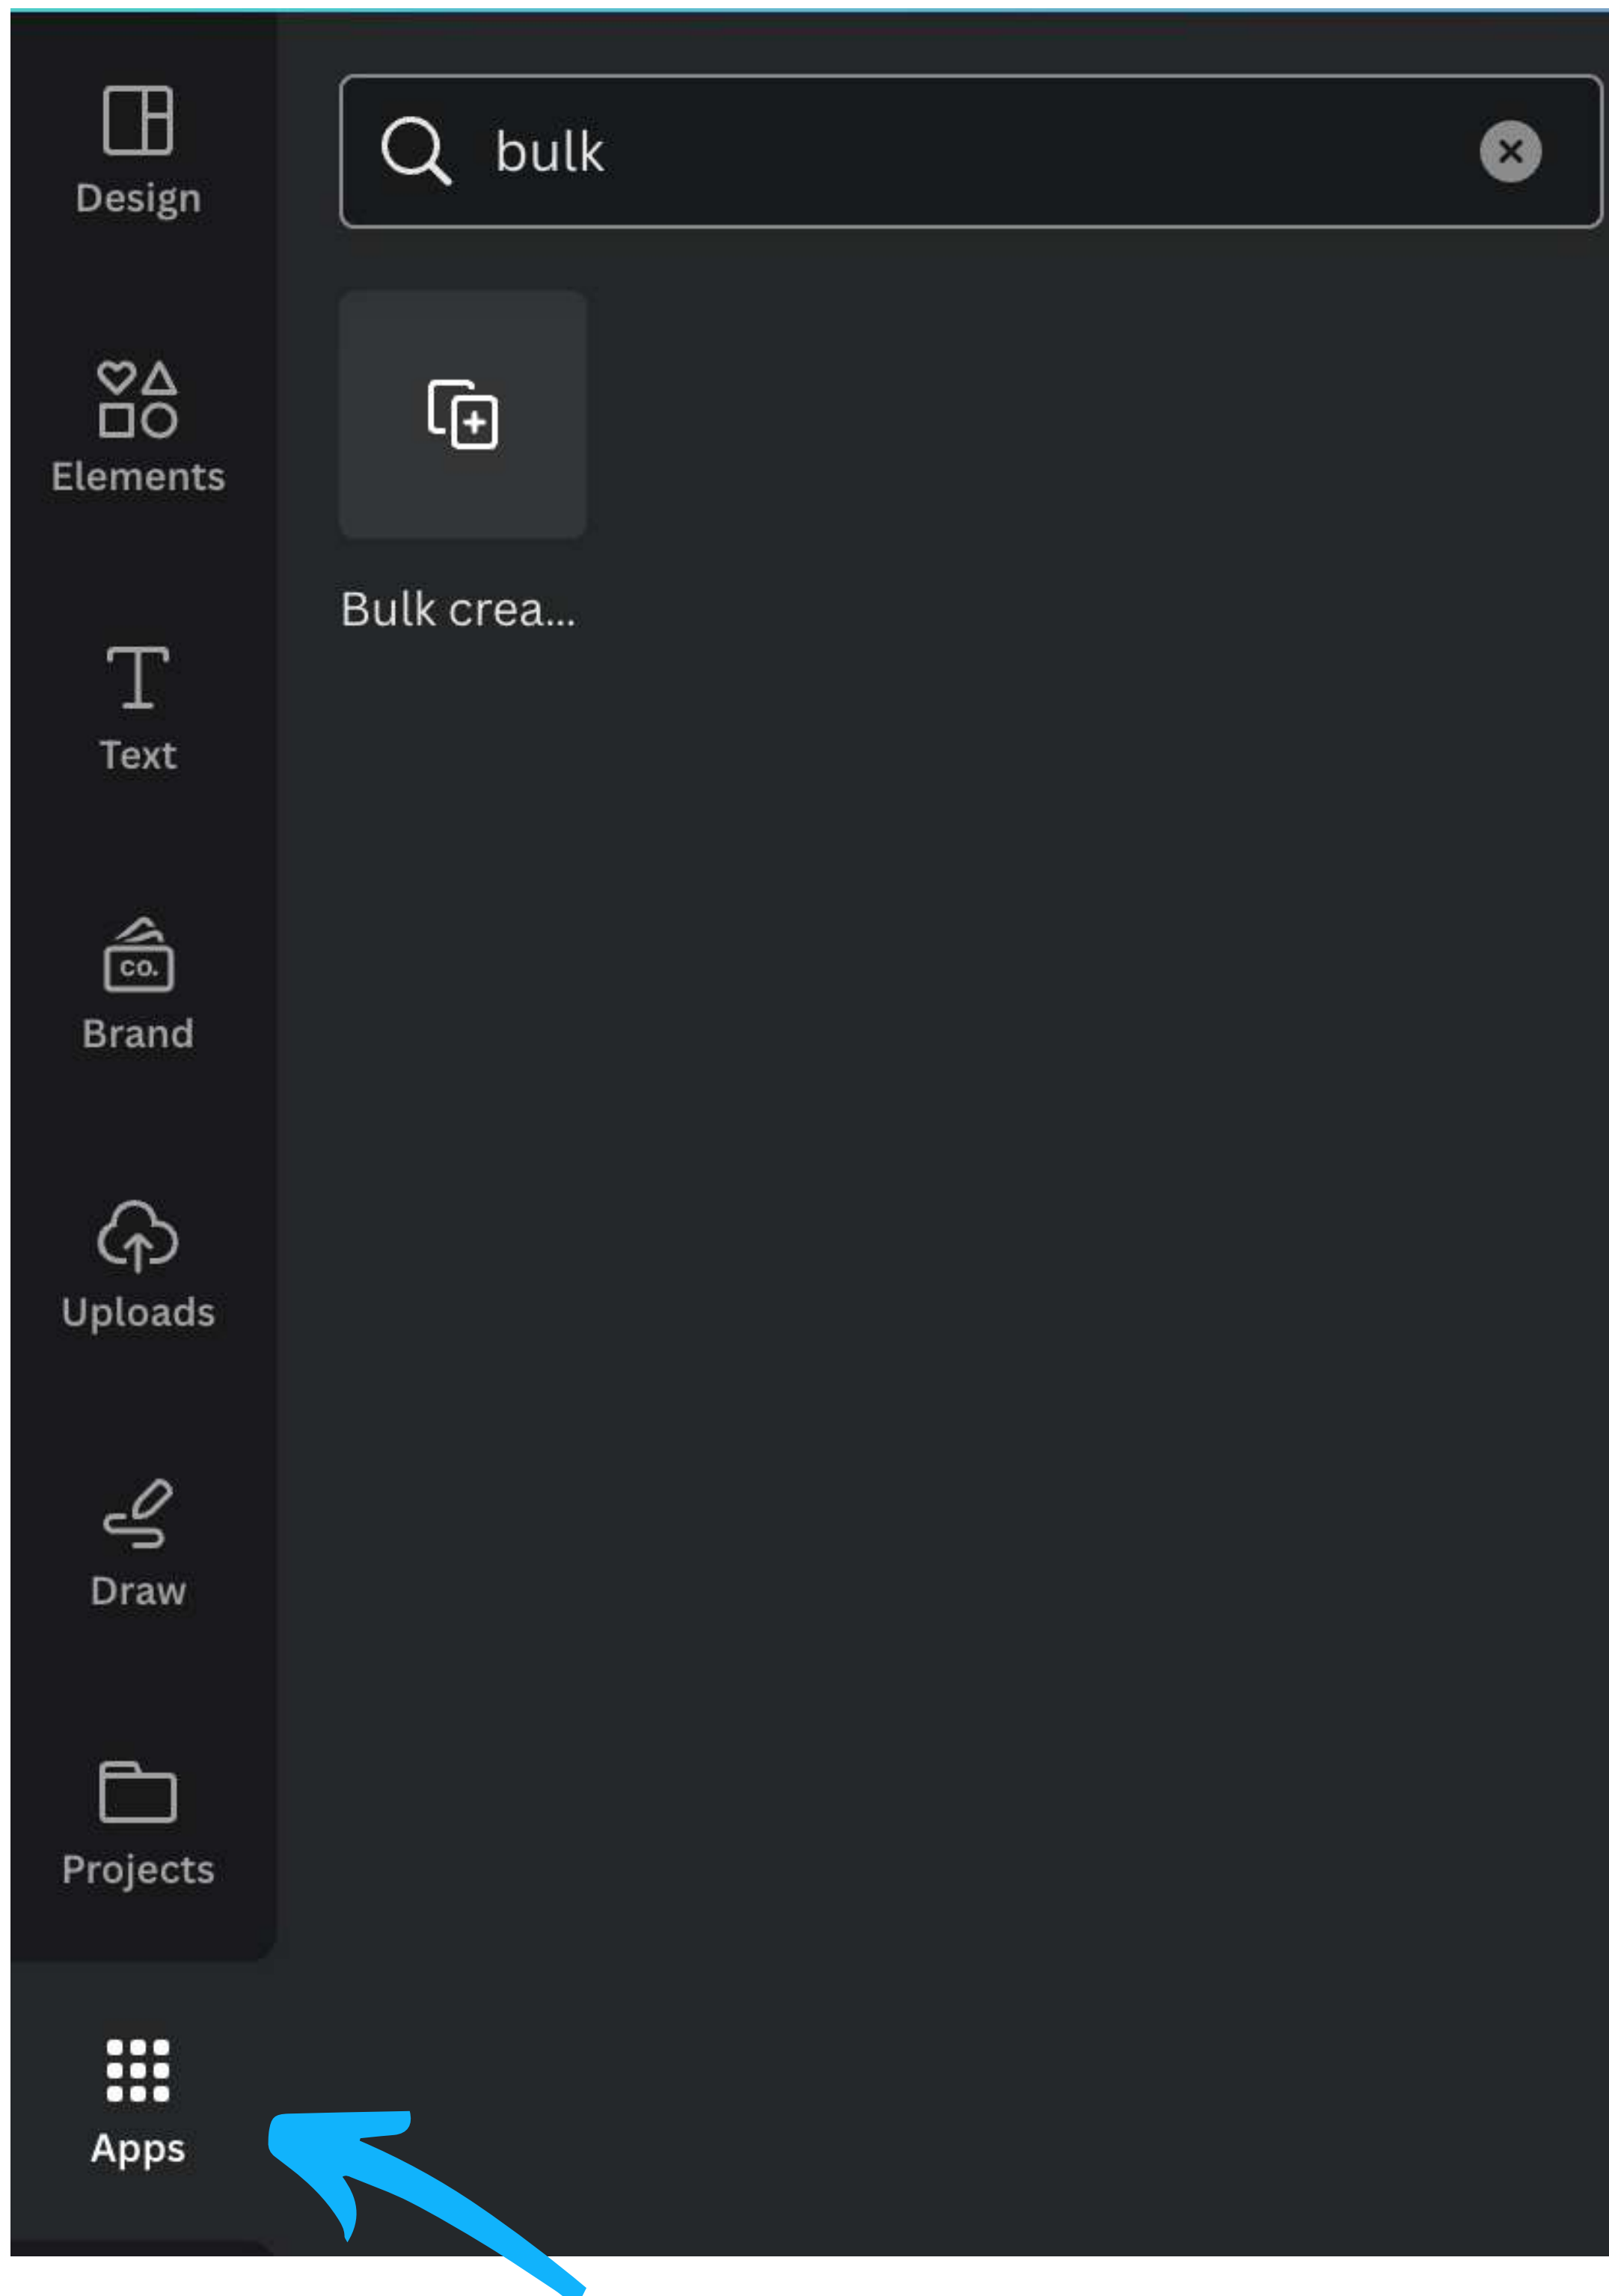 Design
bulk
Elements
Bulk crea...
Text
co.
Brand
Uploads
Draw
Projects
Apps